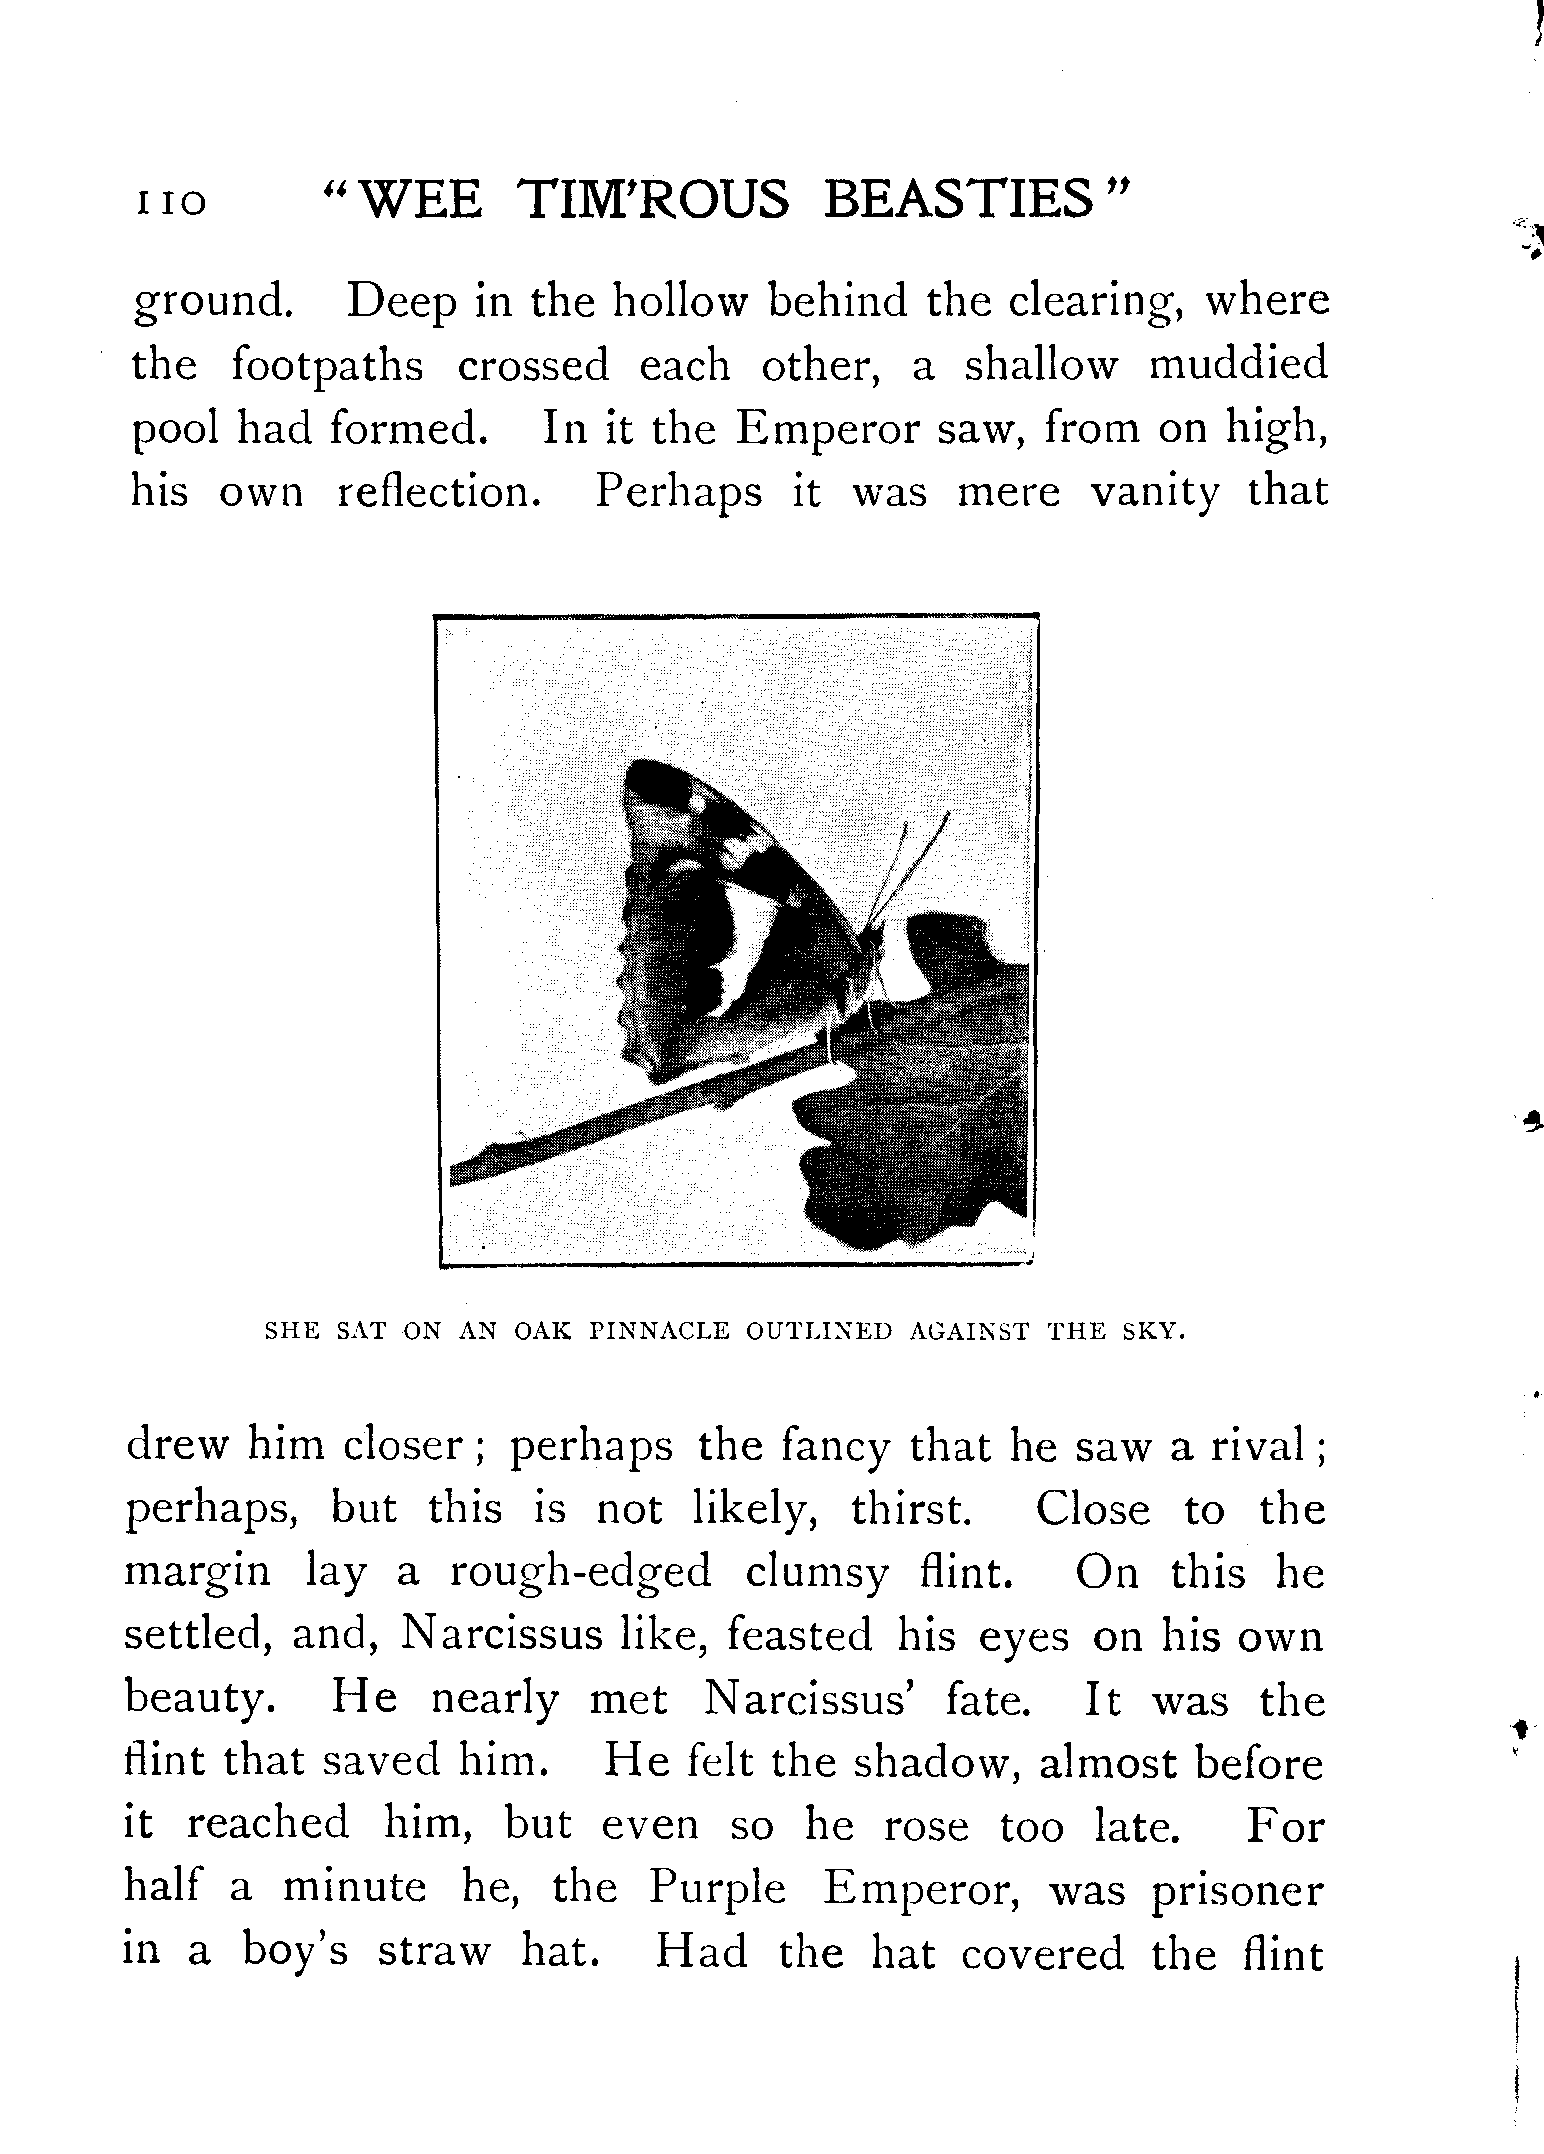 110 "WEE TIM'ROUS BEASTIES"
ground. Deep in the hollow behind the clearing, where
the footpaths crossed each other, a shallow muddied
pool had formed. In it the Emperor saw, from on high,
his own reflection. Perhaps it was mere vanity that
SHE SAT ON AN OAK PINNACLE OUTLINED AGAINST THE SKY.
drew him closer; perhaps the fancy that he saw a rival;
perhaps, but this is not likely, thirst. Close to the
margin lay a rough-edged clumsy flint. On this he
settled, and, Narcissus like, feasted his eyes on his own
beauty. He nearly met Narcissus' fate. It was the
flint that saved him. He felt the shadow, almost before
it reached him, but even so he rose too late. For
half a minute he, the Purple Emperor, was prisoner
in a boy's straw hat. Had the hat covered the flint